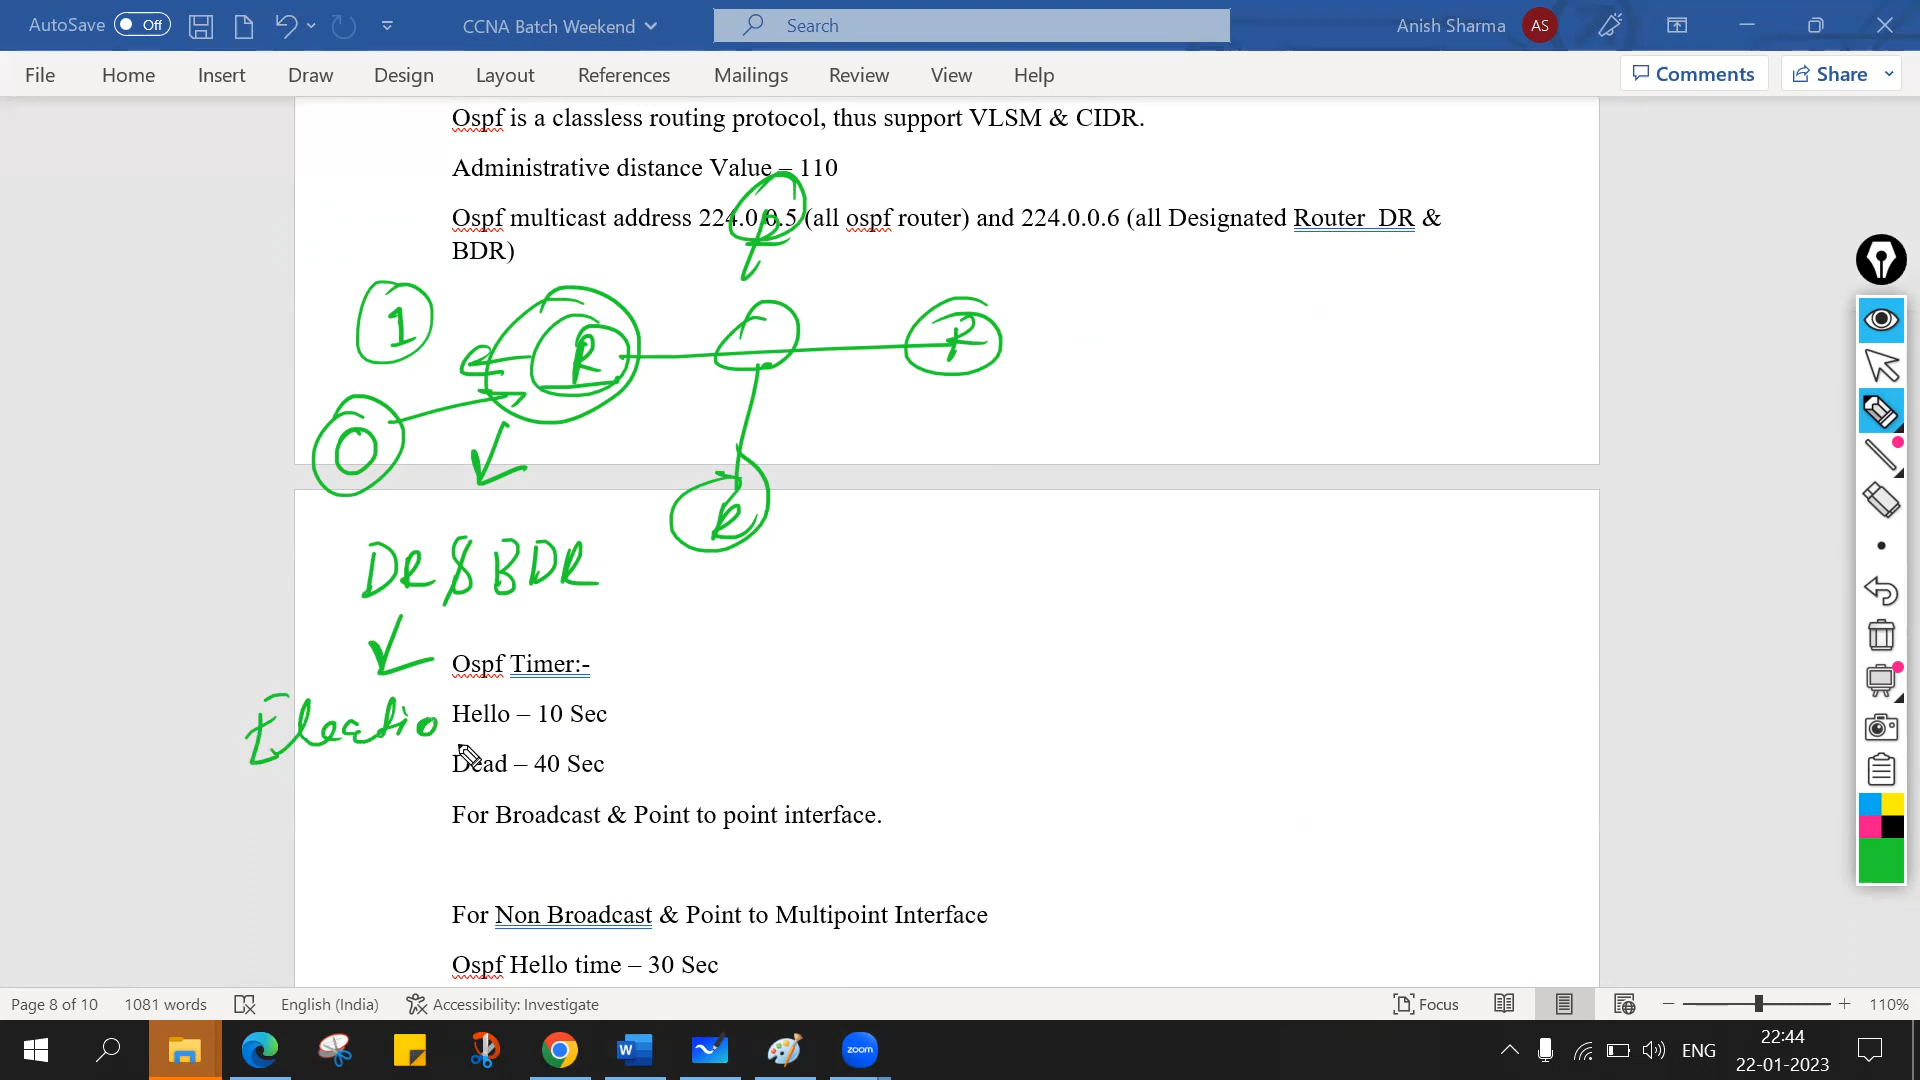 AutoSave Off CCNA Batch Weekend Search Anish Sharma AS
File Home Insert Draw Design Layout References Mailings Review View Help Comments Share
Ospf is a classless routing protocol, thus support VLSM & CIDR.
Administrative distance Value – 110
Ospf multicast address 224.0.0.5 (all ospf router) and 224.0.0.6 (all Designated Router DR &
BDR)
R
1 R R
R
DR & BDR
Ospf Timer:-
Hello – 10 Sec
Electio
Dead – 40 Sec
For Broadcast & Point to point interface.
For Non Broadcast & Point to Multipoint Interface
Ospf Hello time – 30 Sec
Page 8 of 10 1081 words English (India) Accessibility: Investigate Focus 110%
W zoom ENG 22:44
22-01-2023